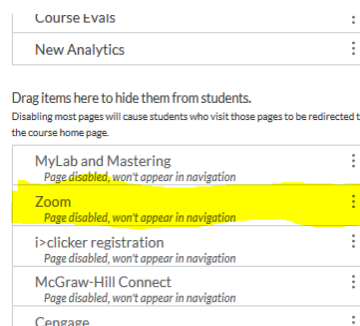 Course Evals
New Analytics
Drag items here to hide them from students.
Disabling most pages will cause students who visit those pages to be redirected
the course home page.
MyLab and Mastering
Page disabled, won't appear in navigation
Zoom
Page disabled, won't appear in navigation
i>clicker registration
Page disabled, won't appear in navigation
McGraw-Hill Connect
Page disabled, won't appear in navigation
Cengage